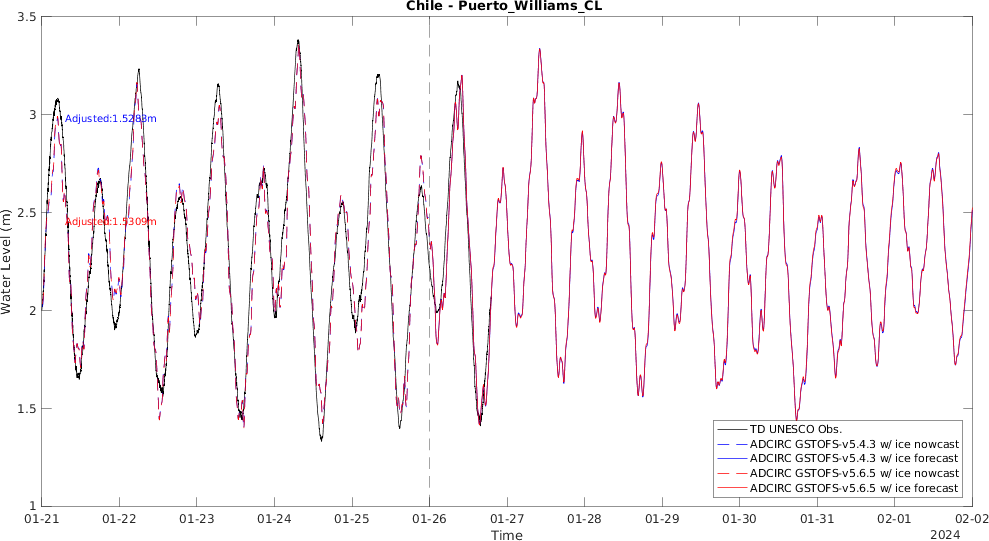 Chile - Puerto_Williams_CL
3.5
3
2.5
2
1.5
1
Water Level (m)
Adjusted:1.5283m
Adjusted:1.5309m
TD UNESCO Obs.
ADCIRC GSTOFS-v5.4.3 w/ ice nowcast
ADCIRC GSTOFS-v5.4.3 w/ ice forecast
ADCIRC GSTOFS-v5.6.5 w/ ice nowcast
ADCIRC GSTOFS-v5.6.5 w/ ice forecast
01-21 01-22 01-23 01-24 01-25 01-26 01-27 01-28 01-29 01-30 01-31 02-01 02-02
Time
2024